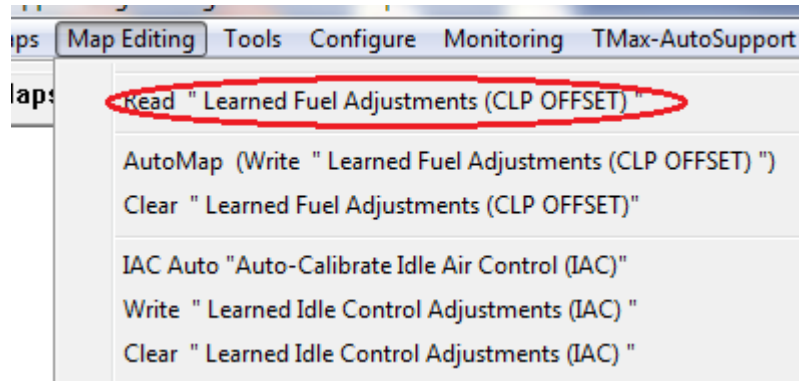 Map Editing Tools Configure Monitoring TMax-AutoSupport
Read " Learned Fuel Adjustments (CLP OFFSET) "
AutoMap (Write " Learned Fuel Adjustments (CLP OFFSET) ")
Clear " Learned Fuel Adjustments (CLP OFFSET)"
IAC Auto "Auto-Calibrate Idle Air Control (IAC)"
Write " Learned Idle Control Adjustments (IAC) "
Clear " Learned Idle Control Adjustments (IAC) "